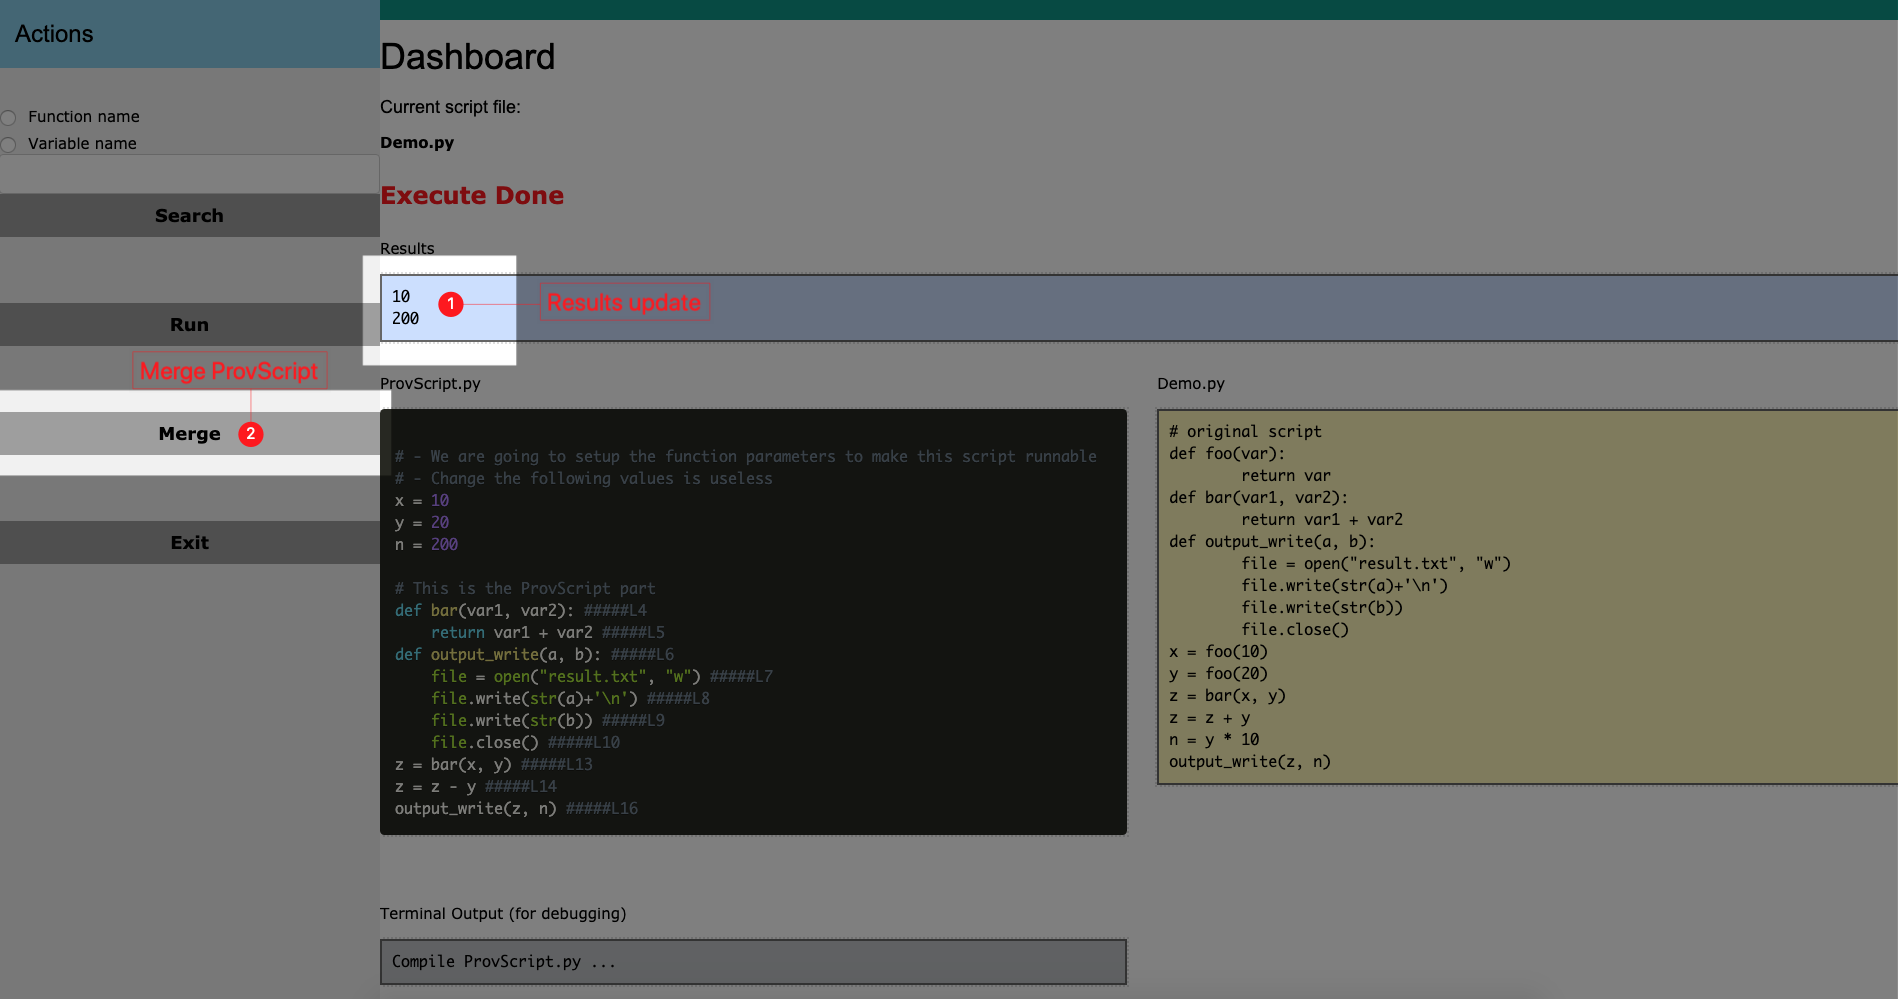 Actions
Function name
Variable name
Search
Run
Merge ProvScript
Merge 2
Exit
Dashboard
Current script file:
Demo.py
Execute Done
Results
10
200
1
Results update
ProvScript.py
# - We are going to setup the function parameters to make this script runnable
# - Change the following values is useless
x = 10
y = 20
n = 200
# This is the ProvScript part
def bar(var1, var2): #####L4
    return var1 + var2 #####L5
def output_write(a, b): #####L6
    file = open("result.txt", "w") #####L7
    file.write(str(a)+'\n') #####L8
    file.write(str(b)) #####L9
    file.close() #####L10
z = bar(x, y) #####L13
z = z - y #####L14
output_write(z, n) #####L16
Demo.py
# original script
def foo(var):
        return var
def bar(var1, var2):
        return var1 + var2
def output_write(a, b):
        file = open("result.txt", "w")
        file.write(str(a)+'\n')
        file.write(str(b))
        file.close()
x = foo(10)
y = foo(20)
z = bar(x, y)
z = z + y
n = y * 10
output_write(z, n)
Terminal Output (for debugging)
Compile ProvScript.py ...